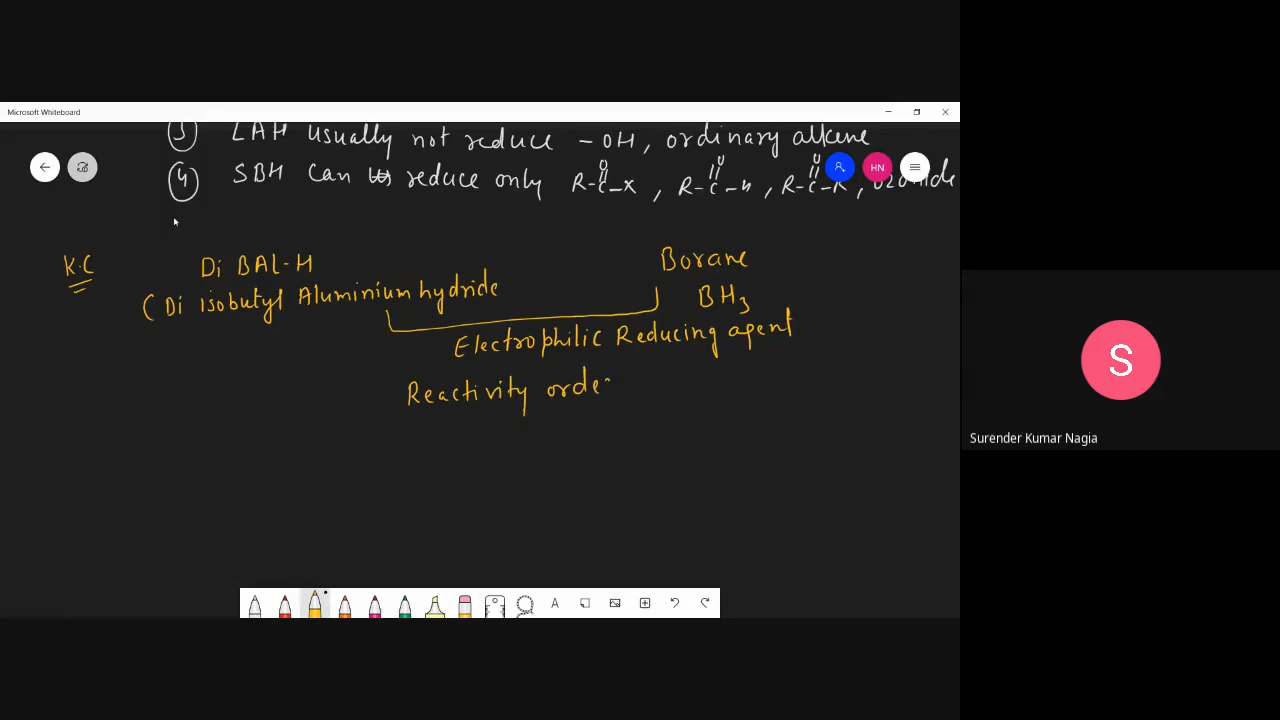 Microsoft Whiteboard
3 LAH usually not reduce - OH, ordinary alkene
4 SBH can reduce only R-C-X, R-C-H, R-C-R, ozonide
O O O
HN
K.C Di BAL-H Borane
(Di isobutyl Aluminium hydride BH3
Electrophilic Reducing agent
Reactivity orde
S
Surender Kumar Nagia
A